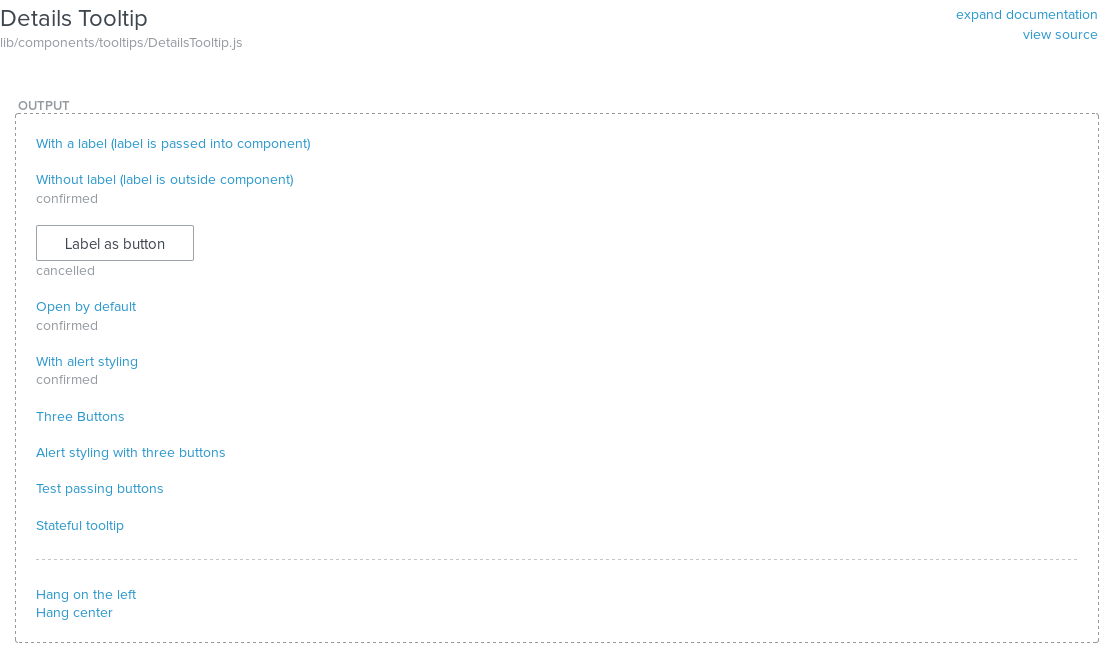 Details Tooltip
expand documentation
lib/components/tooltips/DetailsTooltip.js
view source
OUTPUT
With a label (label is passed into component)
Without label (label is outside component)
confirmed
Label as button
cancelled
Open by default
confirmed
With alert styling
confirmed
Three Buttons
Alert styling with three buttons
Test passing buttons
Stateful tooltip
Hang on the left
Hang center